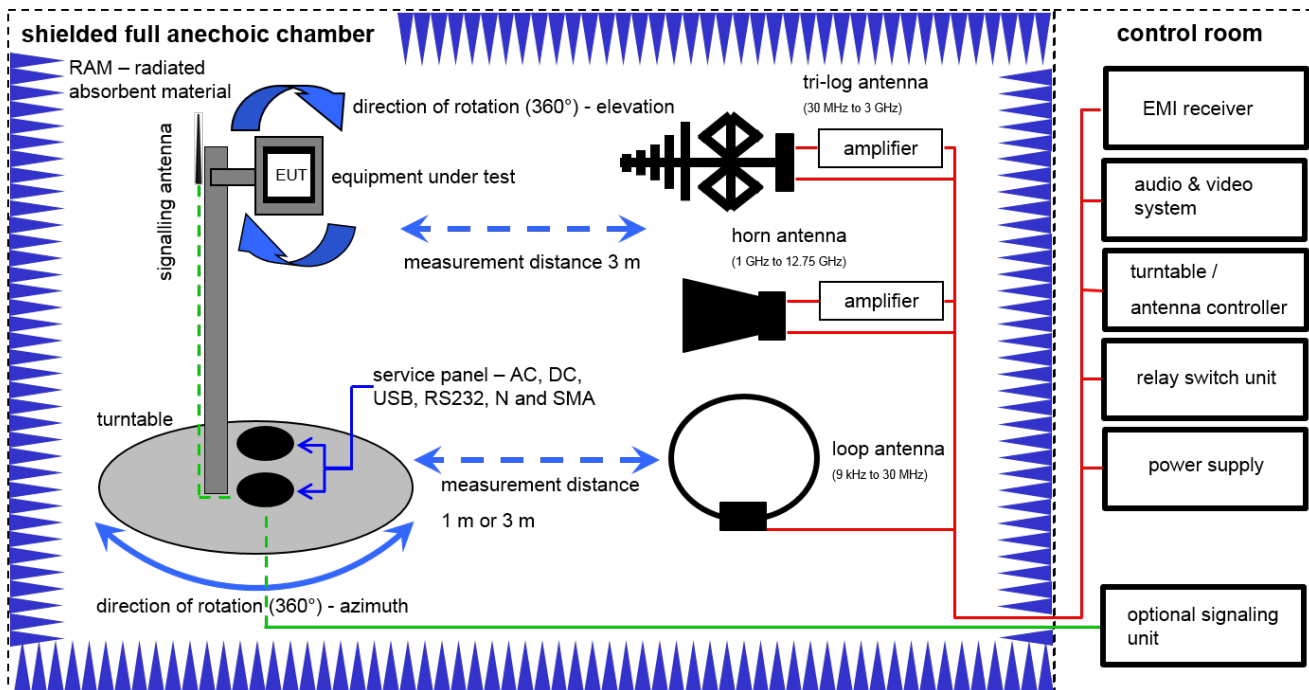 shielded full anechoic chamber
control room
RAM – radiated
absorbent material
signalling antenna
direction of rotation (360°) - elevation
EUT
equipment under test
tri-log antenna
(30 MHz to 3 GHz)
amplifier
measurement distance 3 m
horn antenna
(1 GHz to 12.75 GHz)
amplifier
service panel – AC, DC,
USB, RS232, N and SMA
turntable
measurement distance
1 m or 3 m
loop antenna
(9 kHz to 30 MHz)
direction of rotation (360°) - azimuth
EMI receiver
audio & video
system
turntable /
antenna controller
relay switch unit
power supply
optional signaling
unit